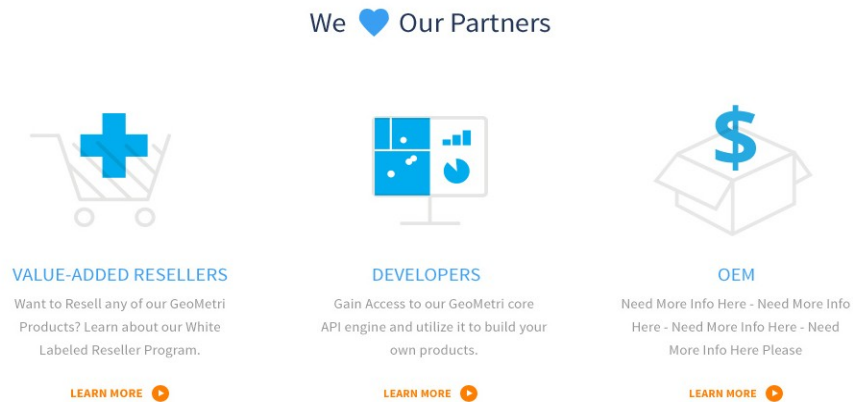 We Our Partners
VALUE-ADDED RESELLERS
Want to Resell any of our GeoMetri
Products? Learn about our White
Labeled Reseller Program.
LEARN MORE
DEVELOPERS
Gain Access to our GeoMetri core
API engine and utilize it to build your
own products.
LEARN MORE
$
OEM
Need More Info Here - Need More Info
Here - Need More Info Here - Need
More Info Here Please
LEARN MORE